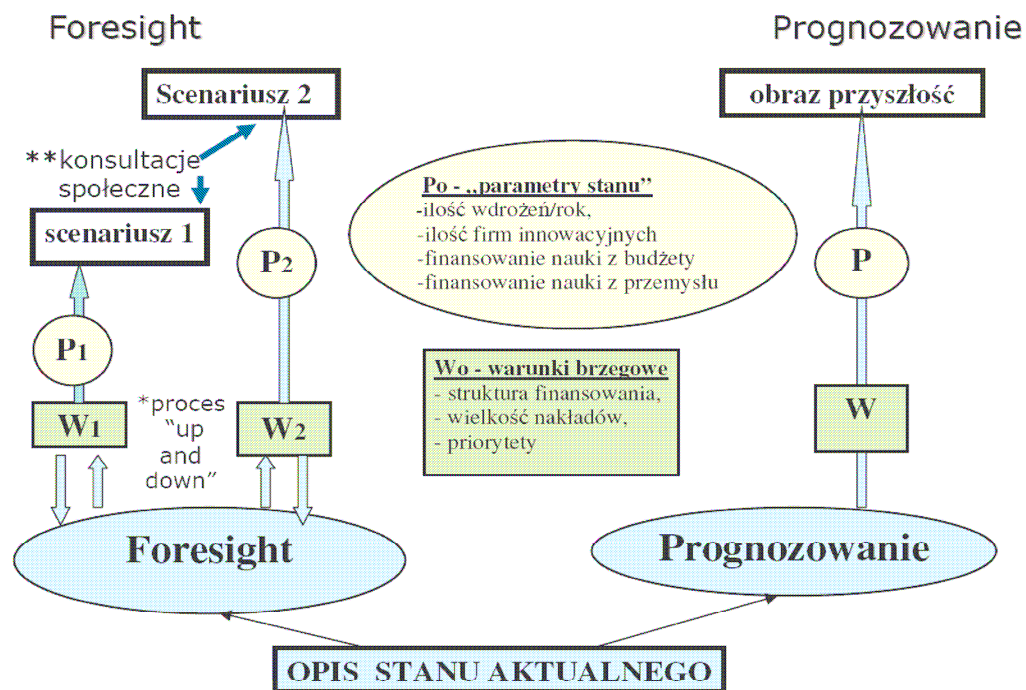 Foresight
Prognozowanie
Scenariusz 2
obraz przyszłość
**konsultacje
społeczne
scenariusz 1
Po - „parametry stanu”
-ilość wdrożeń/rok,
-ilość firm innowacyjnych
-finansowanie nauki z budżety
-finansowanie nauki z przemysłu
P2
P
P1
Wo - warunki brzegowe
- struktura finansowania,
- wielkość nakładów,
- priorytety
W1
*proces
“up
and
down”
W2
W
Foresight
Prognozowanie
OPIS STANU AKTUALNEGO